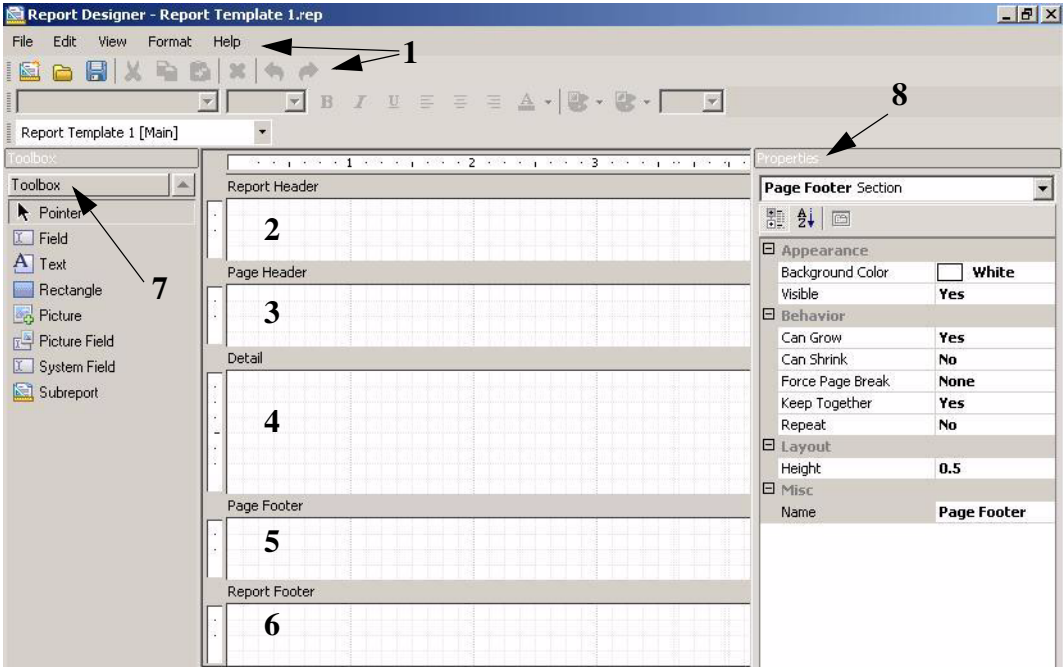 Report Designer - Report Template 1.rep
File Edit View Format Help
1
B I U A
8
Report Template 1 [Main]
Toolbox
Toolbox
Pointer
Field
Text
Rectangle
Picture
Picture Field
System Field
Subreport
7
1 2 3
Report Header
2
Page Header
3
Detail
4
Page Footer
5
Report Footer
6
Properties
Page Footer Section
Appearance
Background Color White
Visible Yes
Behavior
Can Grow Yes
Can Shrink No
Force Page Break None
Keep Together Yes
Repeat No
Layout
Height 0.5
Misc
Name Page Footer